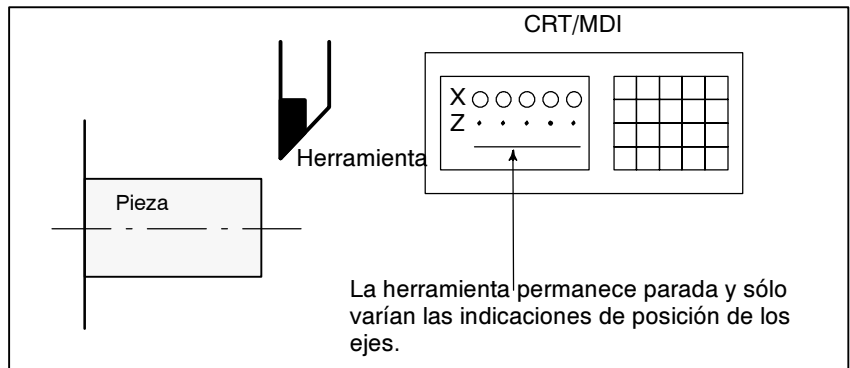 CRT/MDI
X
Z
Herramienta
Pieza
La herramienta permanece parada y sólo
varían las indicaciones de posición de los
ejes.